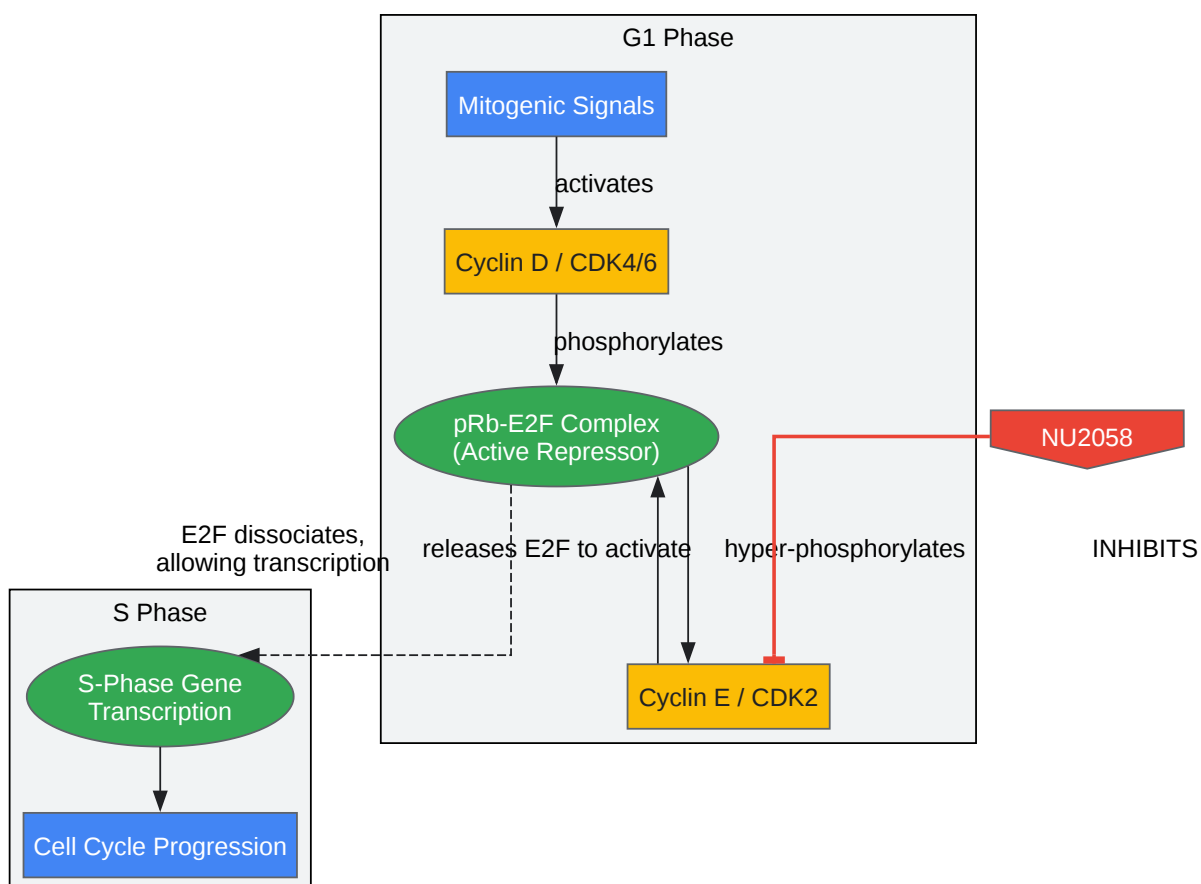 G1 Phase
Mitogenic Signals
activates
Cyclin D / CDK4/6
phosphorylates
pRb-E2F Complex
(Active Repressor)
NU2058
E2F dissociates,
allowing transcription
releases E2F to activate
hyper-phosphorylates
INHIBITS
S Phase
S-Phase Gene
Transcription
Cyclin E / CDK2
Cell Cycle Progression